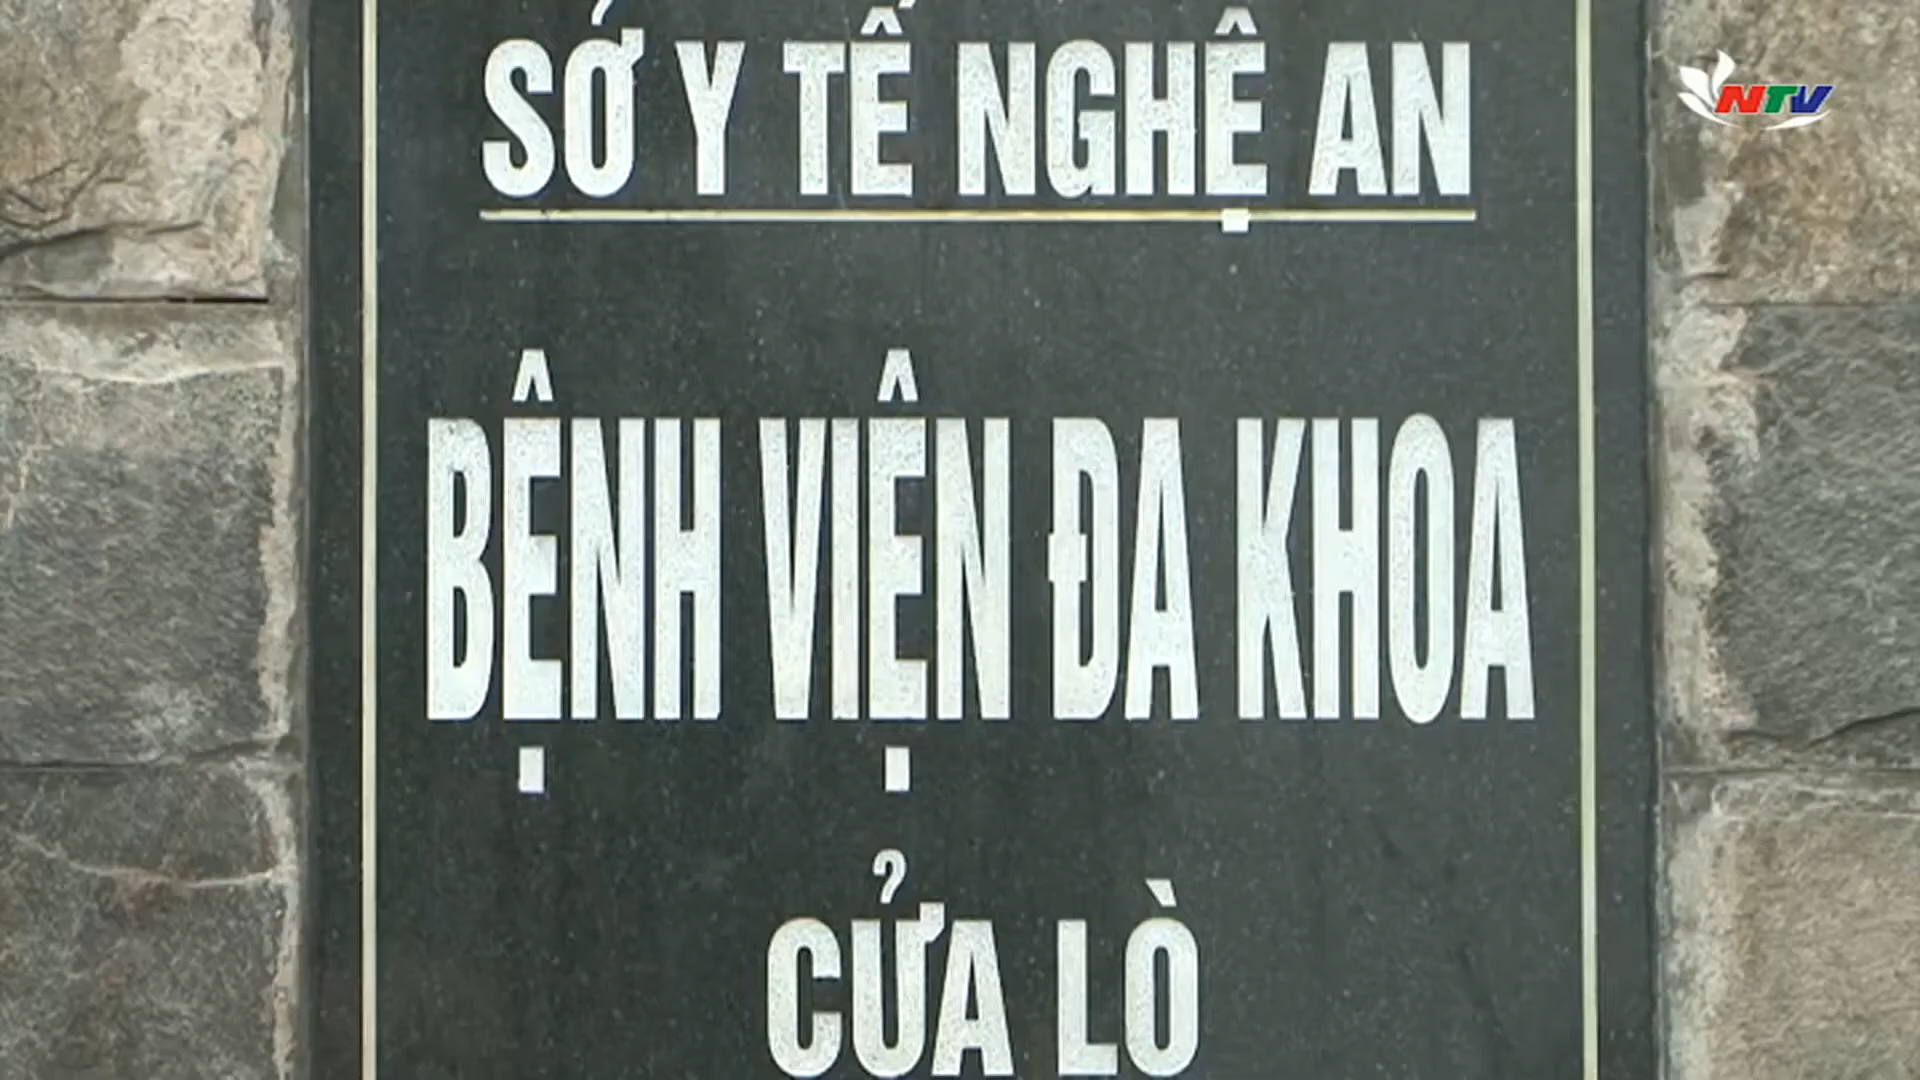 SỞ Y TẾ NGHỆ AN
NTV
BỆNH VIỆN ĐA KHOA
CỬA LÒ